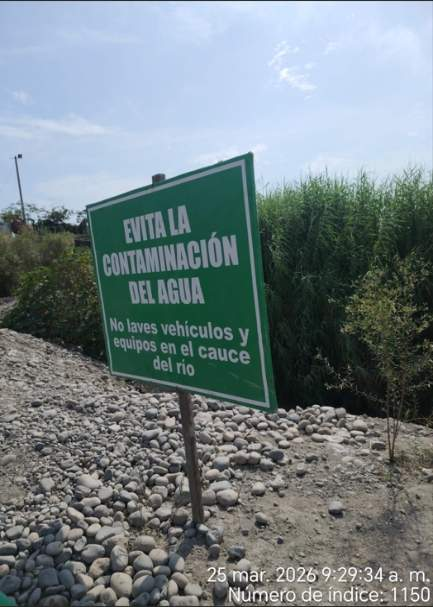 EVITA LA
CONTAMINACIÓN
DEL AGUA
No laves vehículos y
equipos en el cauce
del río
25 mar. 2026 9:29:34 a. m.
Número de índice: 1150